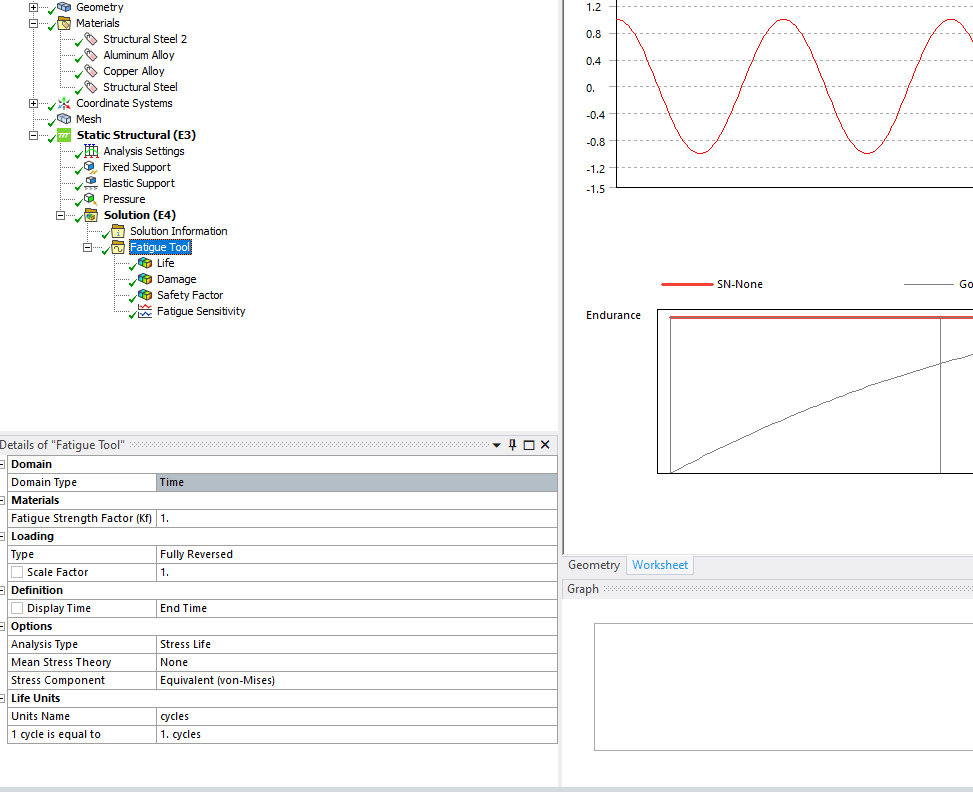 Geometry
Materials
Structural Steel 2
Aluminum Alloy
Copper Alloy
Structural Steel
Coordinate Systems
Mesh
Static Structural (E3)
Analysis Settings
Fixed Support
Elastic Support
Pressure
Solution (E4)
Solution Information
Fatigue Tool
Life
Damage
Safety Factor
Fatigue Sensitivity
Details of "Fatigue Tool"
Domain
Domain Type Time
Materials
Fatigue Strength Factor (Kf) 1.
Loading
Type Fully Reversed
Scale Factor 1.
Definition
Display Time End Time
Options
Analysis Type Stress Life
Mean Stress Theory None
Stress Component Equivalent (von-Mises)
Life Units
Units Name cycles
1 cycle is equal to 1. cycles
1.2
0.8
0.4
0.
-0.4
-0.8
-1.2
-1.5
SN-None Go
Endurance
Geometry Worksheet
Graph